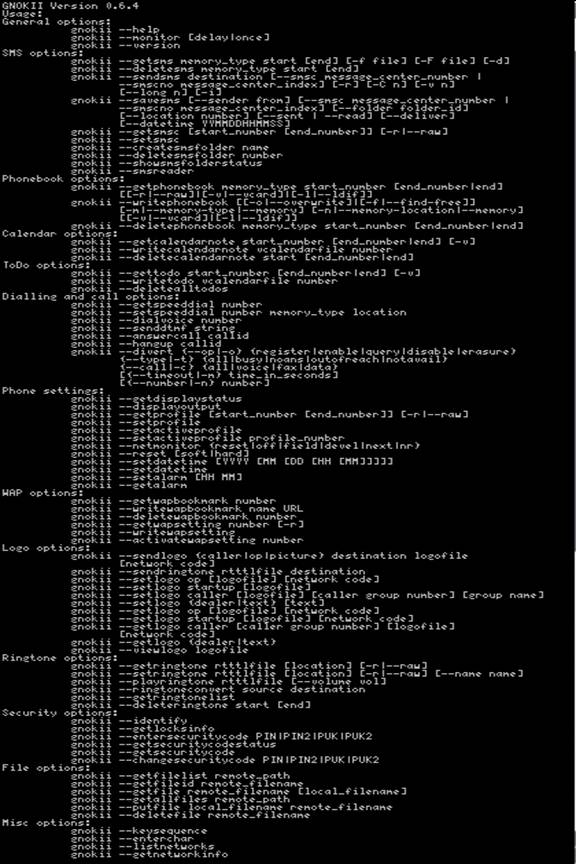 GNOKII Version 0.6.4
Usage:
General options:
gnokii --help
gnokii --monitor [delay|once]
gnokii --version
SMS options:
gnokii --getsms memory_type start [end] [-f file] [-F file] [-d]
gnokii --deletesms memory_type start [end]
gnokii --sendsms destination [--smsc message_center_number |
--smscno message_center_index] [-r] [-C n] [-v n]
[--long n] [-i]
gnokii --savesms [--sender from] [--smsc message_center_number |
--smscno message_center_index] [--folder folder_id]
[--location number] [--sent | --read] [--deliver]
[--datetime YYMMDDHHMMSS]
gnokii --getsmsc [start_number [end_number]] [-r|--raw]
gnokii --setsmsc
gnokii --createsmsfolder name
gnokii --deletesmsfolder number
gnokii --showsmsfolderstatus
gnokii --smsreader
Phonebook options:
gnokii --getphonebook memory_type start_number [end_number|end]
[[-r|--raw]|[-v|--vcard]|[-l|--ldif]]
gnokii --writephonebook [[-o|--overwrite]|[-f|--find-free]]
[-m|--memory-type|--memory] [-n|--memory-location|--memory]
[[-v|--vcard]|[-l|--ldif]]
gnokii --deletephonebook memory_type start_number [end_number|end]
Calendar options:
gnokii --getcalendarnote start_number [end_number|end] [-v]
gnokii --writecalendarnote vcalendarfile number
gnokii --deletecalendarnote start [end_number|end]
ToDo options:
gnokii --gettodo start_number [end_number|end] [-v]
gnokii --writetodo vcalendarfile number
gnokii --deletealltodos
Dialling and call options:
gnokii --getspeeddial number
gnokii --setspeeddial number memory_type location
gnokii --dialvoice number
gnokii --senddtmf string
gnokii --answercall callid
gnokii --hangup callid
gnokii --divert {--op|-o} {register|enable|query|disable|erasure}
{--type|-t} {all|busy|noans|outofreach|notavail}
{--call|-c} {all|voice|fax|data}
[{--timeout|-m} time_in_seconds]
[{--number|-n} number]
Phone settings:
gnokii --getdisplaystatus
gnokii --displayoutput
gnokii --getprofile [start_number [end_number]] [-r|--raw]
gnokii --setprofile
gnokii --getactiveprofile
gnokii --setactiveprofile profile_number
gnokii --netmonitor {reset|off|field|devel|next|nr}
gnokii --reset [soft|hard]
gnokii --setdatetime [YYYY [MM [DD [HH [MM]]]]]
gnokii --getdatetime
gnokii --setalarm [HH MM]
gnokii --getalarm
WAP options:
gnokii --getwapbookmark number
gnokii --writewapbookmark name URL
gnokii --deletewapbookmark number
gnokii --getwapsetting number [-r]
gnokii --writewapsetting
gnokii --activatewapsetting number
Logo options:
gnokii --sendlogo {caller|op|picture} destination logofile
[network code]
gnokii --sendringtone rtttlfile destination
gnokii --setlogo op [logofile] [network code]
gnokii --setlogo startup [logofile]
gnokii --setlogo caller [logofile] [caller group number] [group name]
gnokii --setlogo {dealer|text} [text]
gnokii --getlogo op [logofile] [network code]
gnokii --getlogo startup [logofile] [network code]
gnokii --getlogo caller [caller group number] [logofile]
[network code]
gnokii --getlogo {dealer|text}
gnokii --viewlogo logofile
Ringtone options:
gnokii --getringtone rtttlfile [location] [-r|--raw]
gnokii --setringtone rtttlfile [location] [-r|--raw] [--name name]
gnokii --playringtone rtttlfile [--volume vol]
gnokii --ringtoneconvert source destination
gnokii --getringtonelist
gnokii --deleteringtone start [end]
Security options:
gnokii --identify
gnokii --getlocksinfo
gnokii --entersecuritycode PIN|PIN2|PUK|PUK2
gnokii --getsecuritycodestatus
gnokii --getsecuritycode
gnokii --changesecuritycode PIN|PIN2|PUK|PUK2
File options:
gnokii --getfilelist remote_path
gnokii --getfileid remote_filename
gnokii --getfile remote_filename [local_filename]
gnokii --getallfiles remote_path
gnokii --putfile local_filename remote_filename
gnokii --deletefile remote_filename
Misc options:
gnokii --keysequence
gnokii --enterchar
gnokii --listnetworks
gnokii --getnetworkinfo